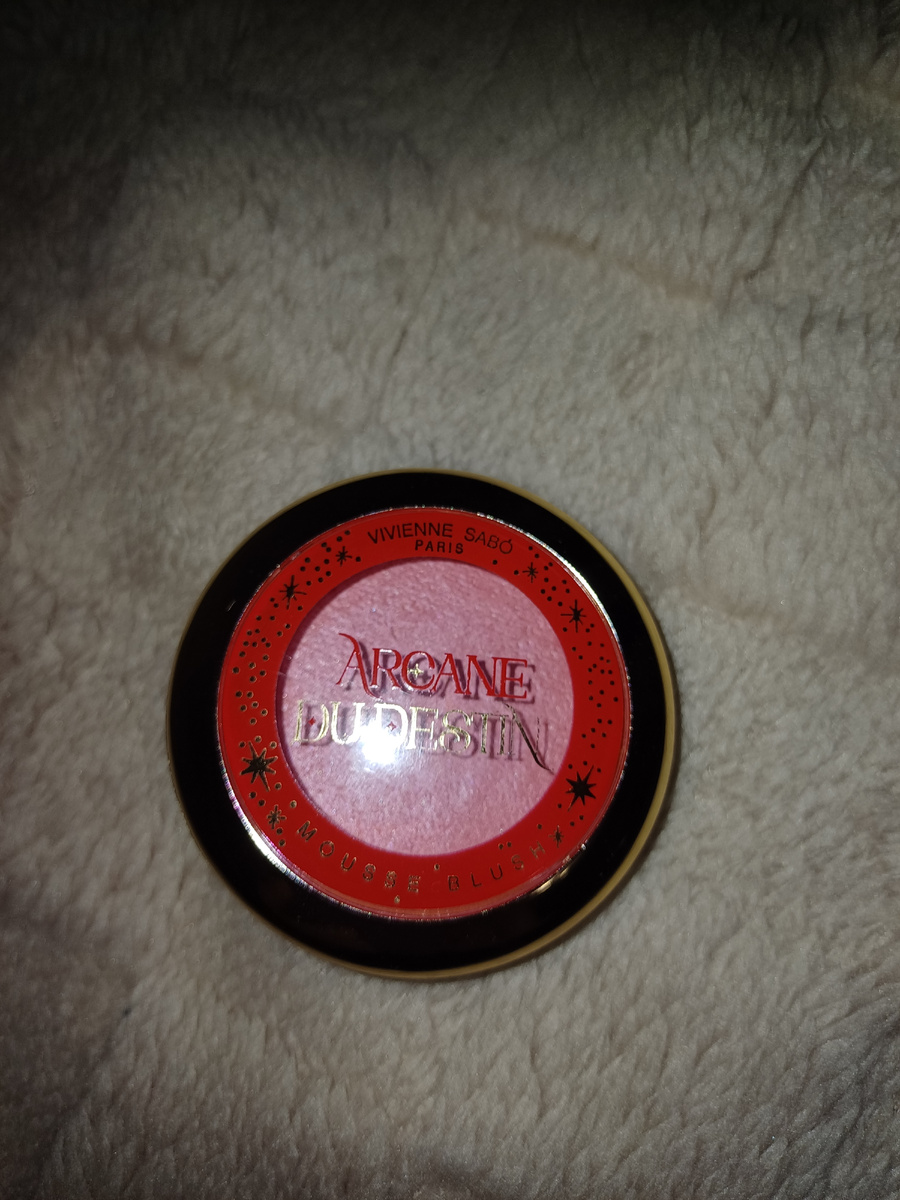 VIVIENNE SABÓ
PARIS
ARCANE
DU DESTIN
MOUSSE BLUSH